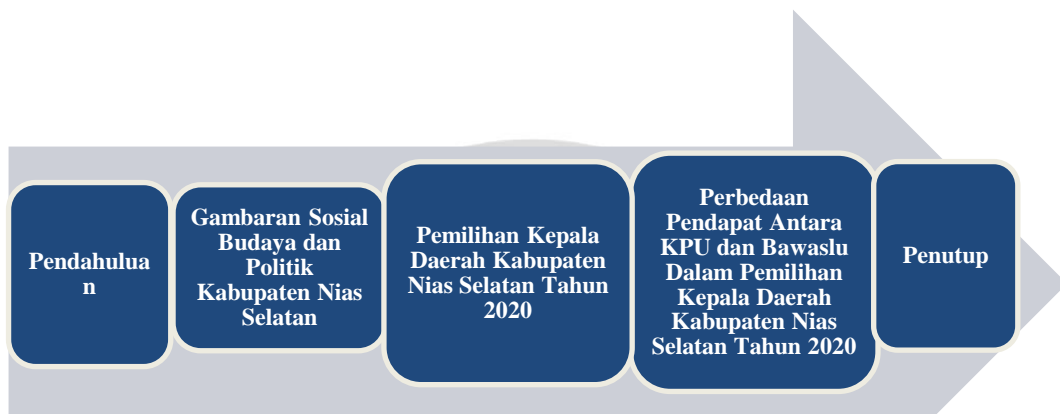 Pendahulua
n
Gambaran Sosial
Budaya dan
Politik
Kabupaten Nias
Selatan
Pemilihan Kepala
Daerah Kabupaten
Nias Selatan Tahun
2020
Perbedaan
Pendapat Antara
KPU dan Bawaslu
Dalam Pemilihan
Kepala Daerah
Kabupaten Nias
Selatan Tahun 2020
Penutup